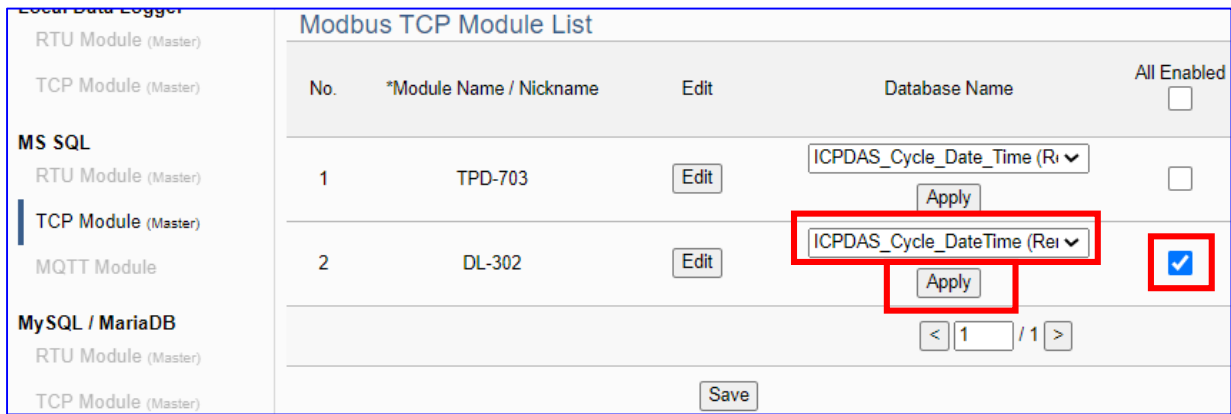 Local Data Logger
RTU Module (Master)
TCP Module (Master)
MS SQL
RTU Module (Master)
TCP Module (Master)
MQTT Module
MySQL / MariaDB
RTU Module (Master)
TCP Module (Master)
Modbus TCP Module List
No. *Module Name / Nickname Edit Database Name All Enabled
1 TPD-703 Edit ICPDAS_Cycle_Date_Time (Re
Apply
2 DL-302 Edit ICPDAS_Cycle_DateTime (Rem
Apply
< 1 / 1 >
Save